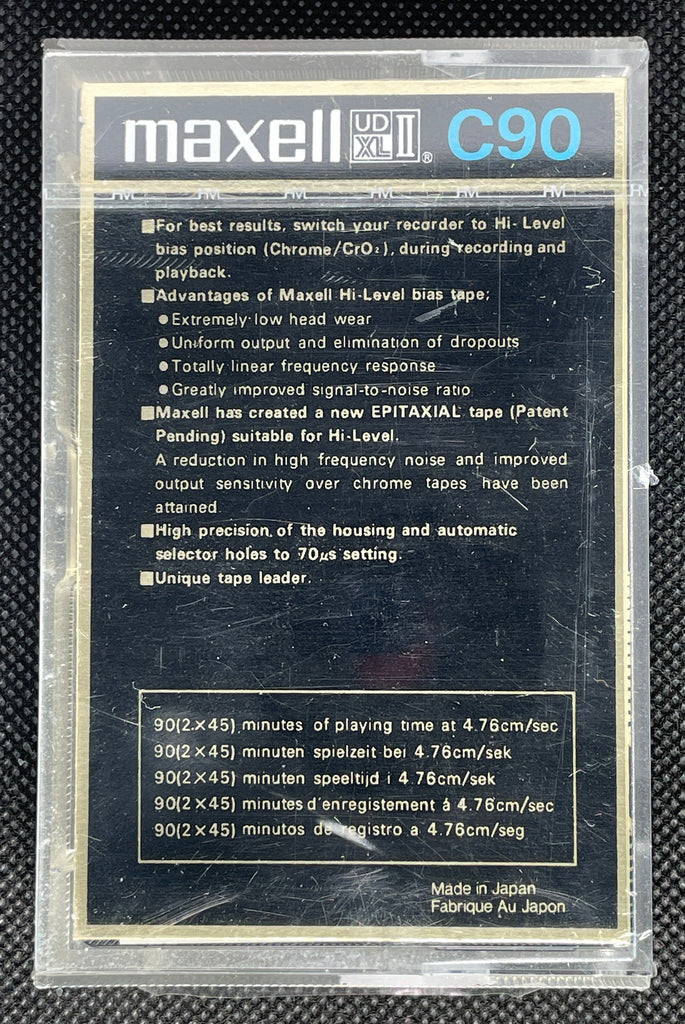 maxell UD XL II ® C90
HM HM HM HM HM HM HM
■For best results, switch your recorder to Hi-Level
bias position (Chrome/CrO₂), during recording and
playback.
■Advantages of Maxell Hi-Level bias tape;
●Extremely low head wear
●Uniform output and elimination of dropouts
●Totally linear frequency response
●Greatly improved signal-to-noise ratio
■Maxell has created a new EPITAXIAL tape (Patent
Pending) suitable for Hi-Level.
A reduction in high frequency noise and improved
output sensitivity over chrome tapes have been
attained
■High precision of the housing and automatic
selector holes to 70μs setting.
■Unique tape leader.
90(2×45) minutes of playing time at 4.76cm/sec
90(2×45) minuten spielzeit bei 4.76cm/sek
90(2×45) minuten speeltijd i 4.76cm/sek
90(2×45) minutes d'enregistement á 4.76cm/sec
90(2×45) minutos de registro a 4.76cm/seg
Made in Japan
Fabrique Au Japon